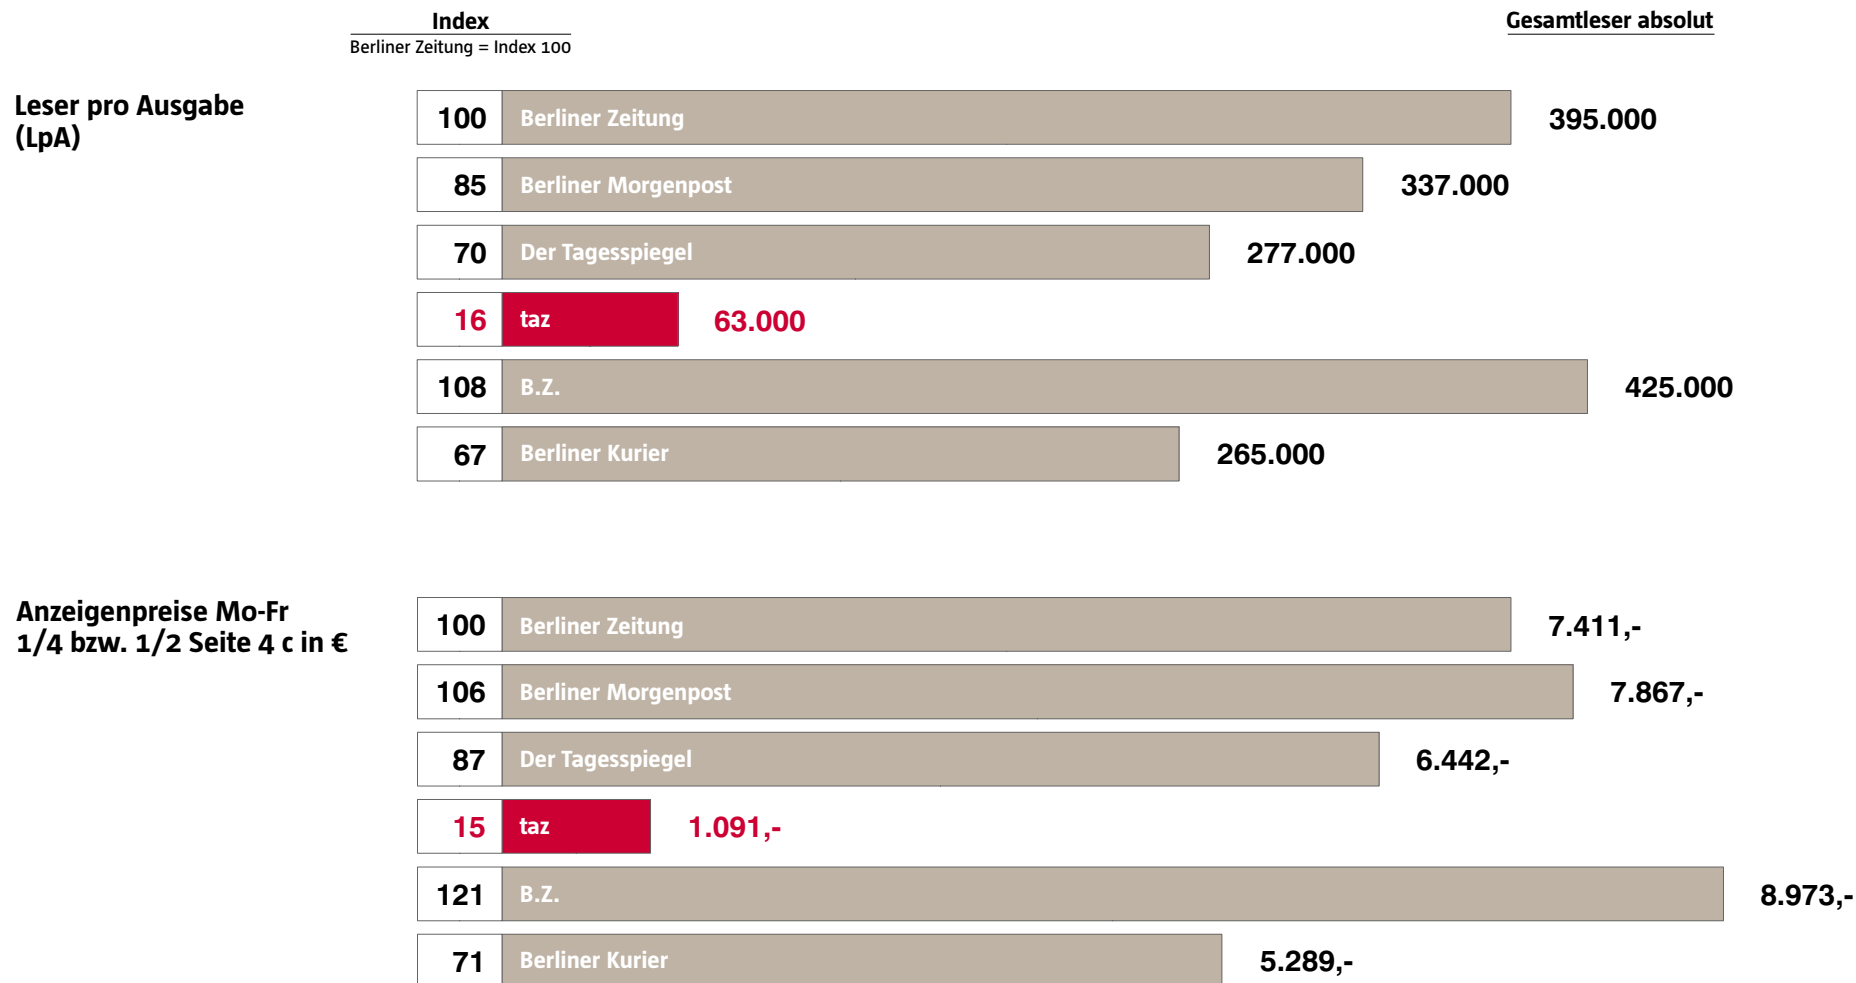 Index
Berliner Zeitung = Index 100
Gesamtleser absolut
Leser pro Ausgabe
(LpA)
100 Berliner Zeitung 395.000
85 Berliner Morgenpost 337.000
70 Der Tagesspiegel 277.000
16 taz 63.000
108 B.Z. 425.000
67 Berliner Kurier 265.000
Anzeigenpreise Mo-Fr
1/4 bzw. 1/2 Seite 4 c in €
100 Berliner Zeitung 7.411,-
106 Berliner Morgenpost 7.867,-
87 Der Tagesspiegel 6.442,-
15 taz 1.091,-
121 B.Z. 8.973,-
71 Berliner Kurier 5.289,-